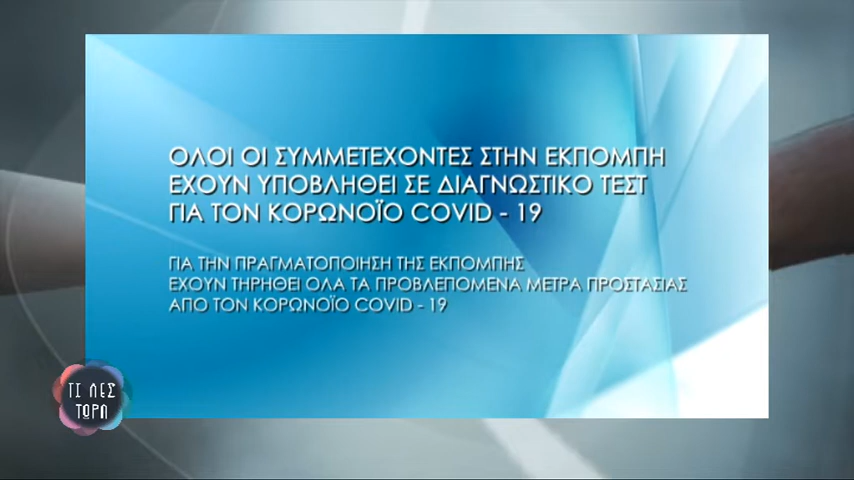 ΟΛΟΙ ΟΙ ΣΥΜΜΕΤΕΧΟΝΤΕΣ ΣΤΗΝ ΕΚΠΟΜΠΗ
ΕΧΟΥΝ ΥΠΟΒΛΗΘΕΙ ΣΕ ΔΙΑΓΝΩΣΤΙΚΟ ΤΕΣΤ
ΓΙΑ ΤΟΝ ΚΟΡΩΝΟΪΟ COVID - 19
ΓΙΑ ΤΗΝ ΠΡΑΓΜΑΤΟΠΟΙΗΣΗ ΤΗΣ ΕΚΠΟΜΠΗΣ
ΕΧΟΥΝ ΤΗΡΗΘΕΙ ΟΛΑ ΤΑ ΠΡΟΒΛΕΠΟΜΕΝΑ ΜΕΤΡΑ ΠΡΟΣΤΑΣΙΑΣ
ΑΠΟ ΤΟΝ ΚΟΡΩΝΟΪΟ COVID - 19
ΤΙ ΛΕΣ
ΤΩΡΑ